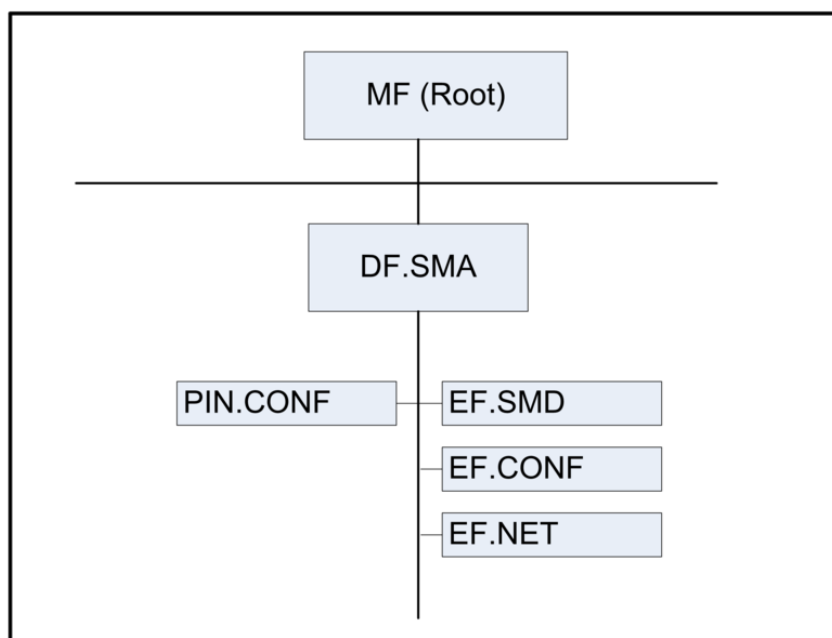 MF (Root)
DF.SMA
PIN.CONF
EF.SMD
EF.CONF
EF.NET